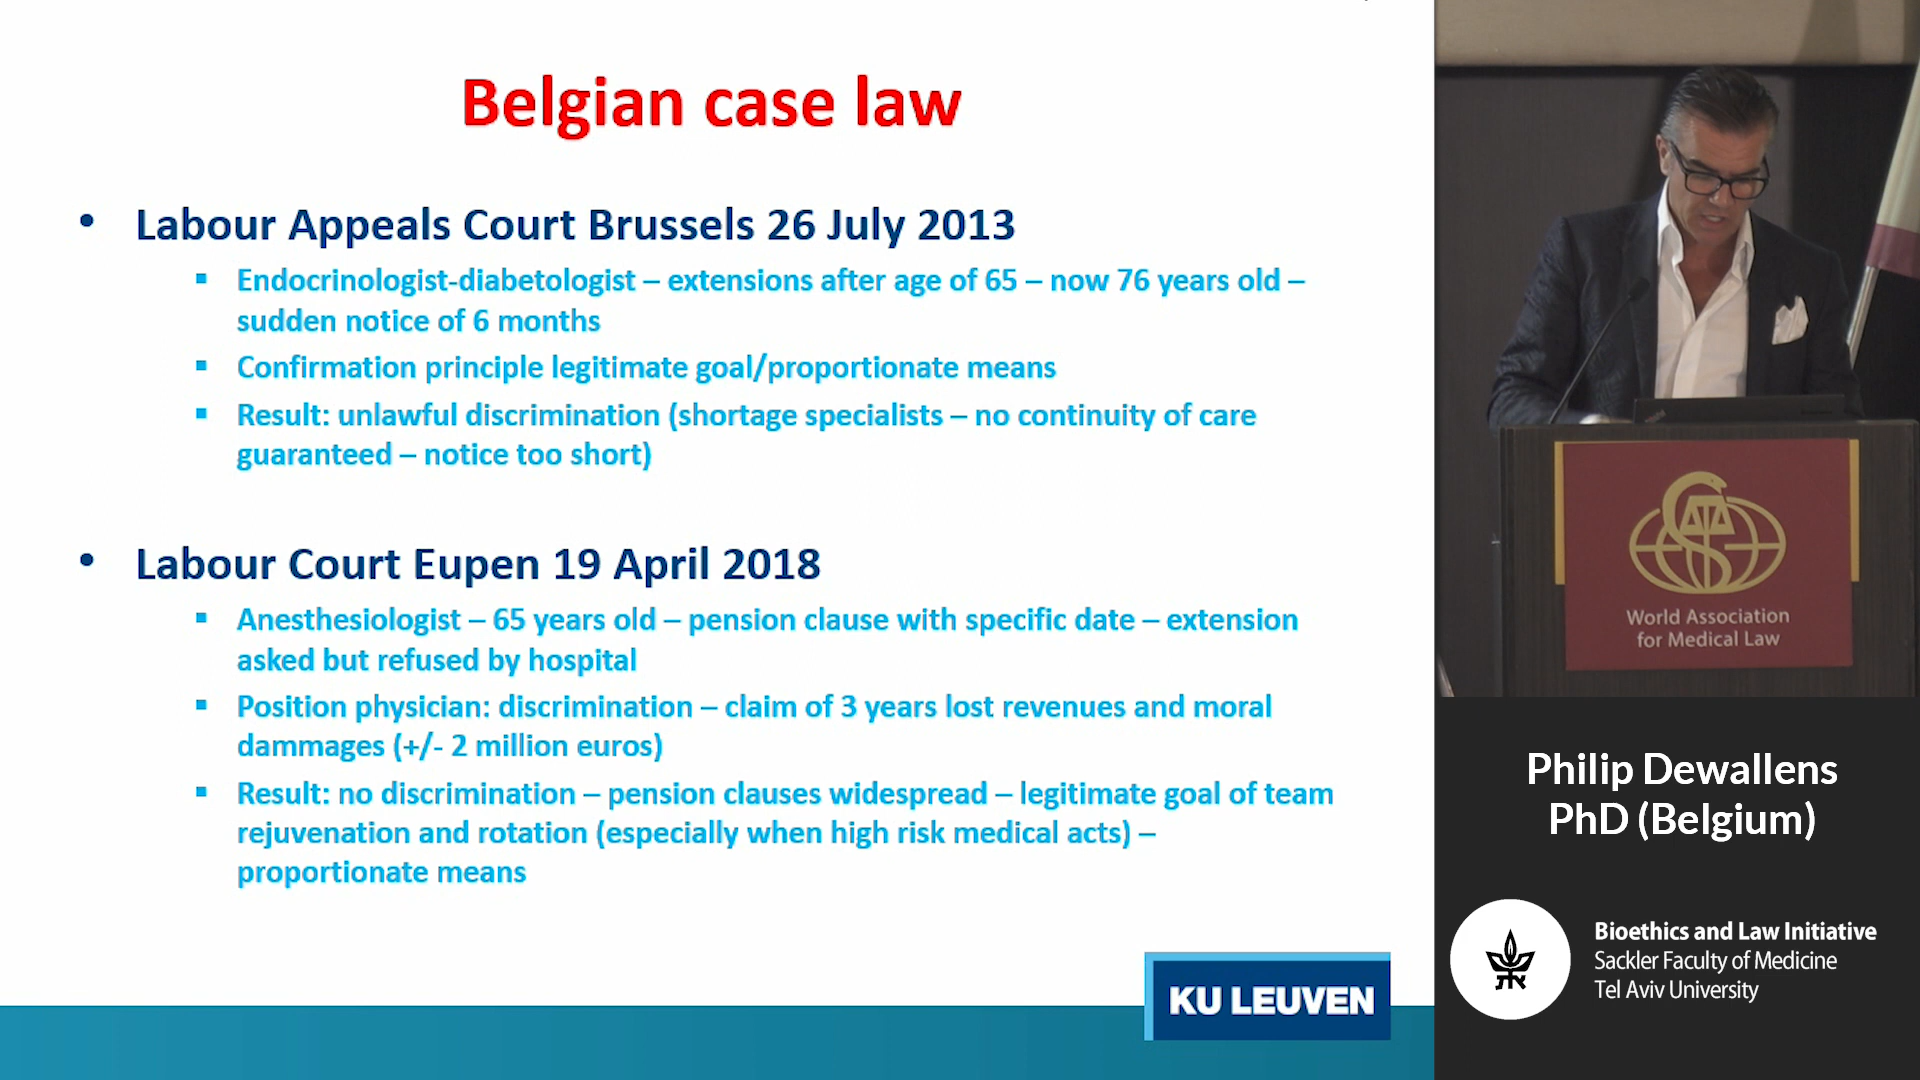 Belgian case law
• Labour Appeals Court Brussels 26 July 2013
▪ Endocrinologist-diabetologist – extensions after age of 65 – now 76 years old –
sudden notice of 6 months
▪ Confirmation principle legitimate goal/proportionate means
▪ Result: unlawful discrimination (shortage specialists – no continuity of care
guaranteed – notice too short)
• Labour Court Eupen 19 April 2018
▪ Anesthesiologist – 65 years old – pension clause with specific date – extension
asked but refused by hospital
▪ Position physician: discrimination – claim of 3 years lost revenues and moral
dammages (+/- 2 million euros)
▪ Result: no discrimination – pension clauses widespread – legitimate goal of team
rejuvenation and rotation (especially when high risk medical acts) –
proportionate means
KU LEUVEN
World Association
for Medical Law
Philip Dewallens
PhD (Belgium)
Bioethics and Law Initiative
Sackler Faculty of Medicine
Tel Aviv University